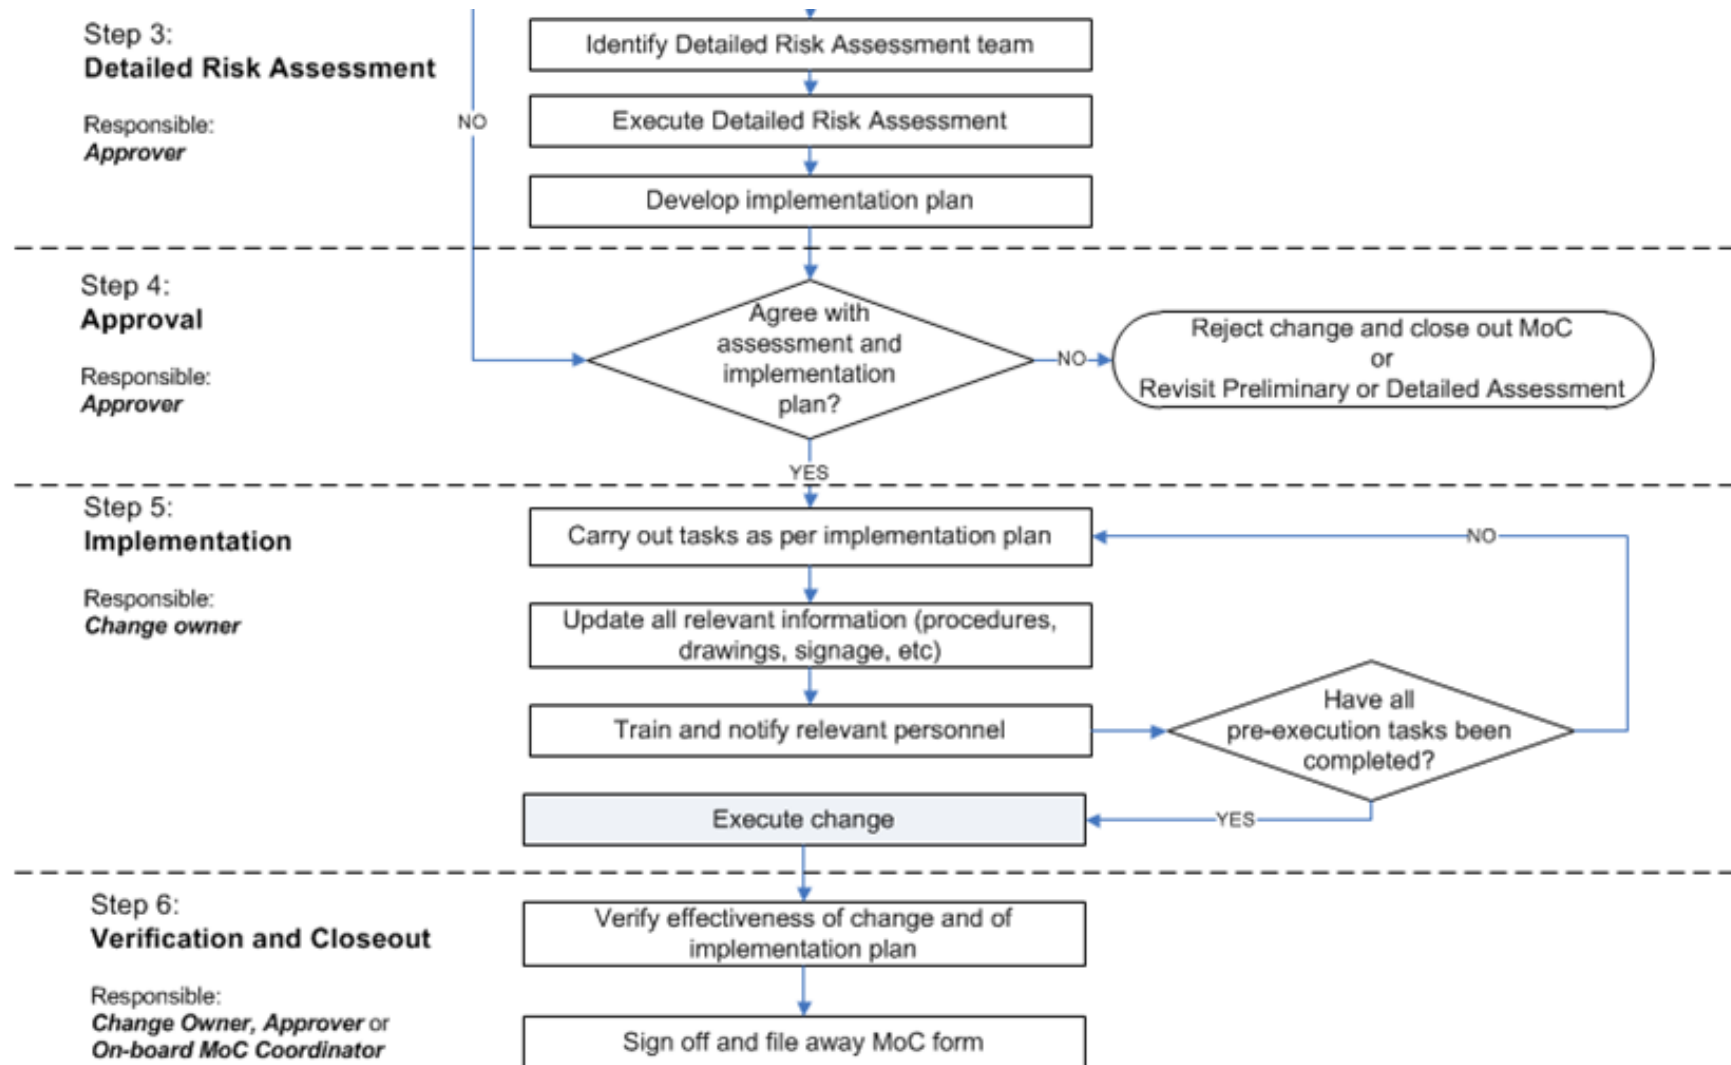 Step 3:
Detailed Risk Assessment
Responsible:
Approver
NO
Identify Detailed Risk Assessment team
Execute Detailed Risk Assessment
Develop implementation plan
Step 4:
Approval
Responsible:
Approver
Agree with
assessment and
implementation
plan?
NO
Reject change and close out MoC
or
Revisit Preliminary or Detailed Assessment
YES
Step 5:
Implementation
Responsible:
Change owner
Carry out tasks as per implementation plan
NO
Update all relevant information (procedures,
drawings, signage, etc)
Train and notify relevant personnel
Have all
pre-execution tasks been
completed?
Execute change
YES
Step 6:
Verification and Closeout
Responsible:
Change Owner, Approver or
On-board MoC Coordinator
Verify effectiveness of change and of
implementation plan
Sign off and file away MoC form